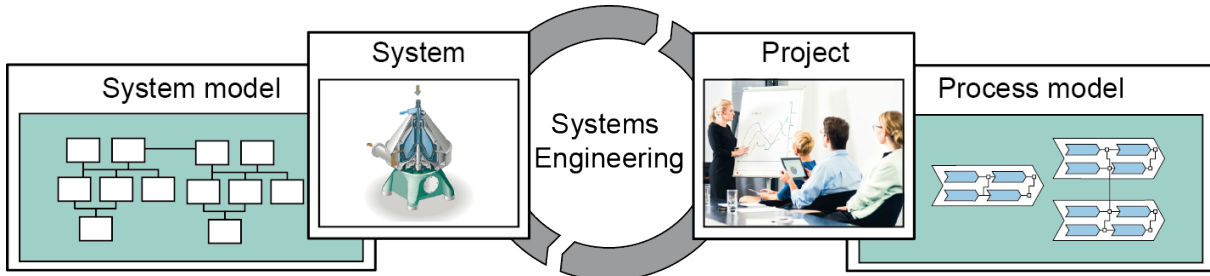 System model
System
Systems
Engineering
Project
Process model